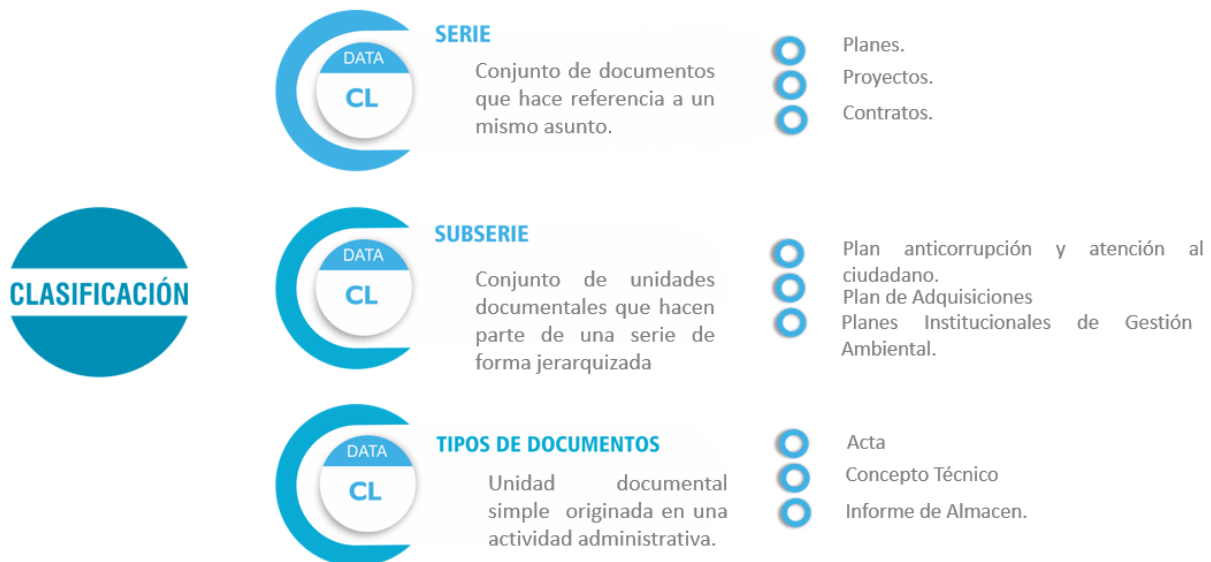 CLASIFICACIÓN
DATA
CL
SERIE
Conjunto de documentos
que hace referencia a un
mismo asunto.
Planes.
Proyectos.
Contratos.
DATA
CL
SUBSERIE
Conjunto de unidades
documentales que hacen
parte de una serie de
forma jerarquizada
Plan anticorrupción y atención al
ciudadano.
Plan de Adquisiciones
Planes Institucionales de Gestión
Ambiental.
DATA
CL
TIPOS DE DOCUMENTOS
Unidad documental
simple originada en una
actividad administrativa.
Acta
Concepto Técnico
Informe de Almacen.